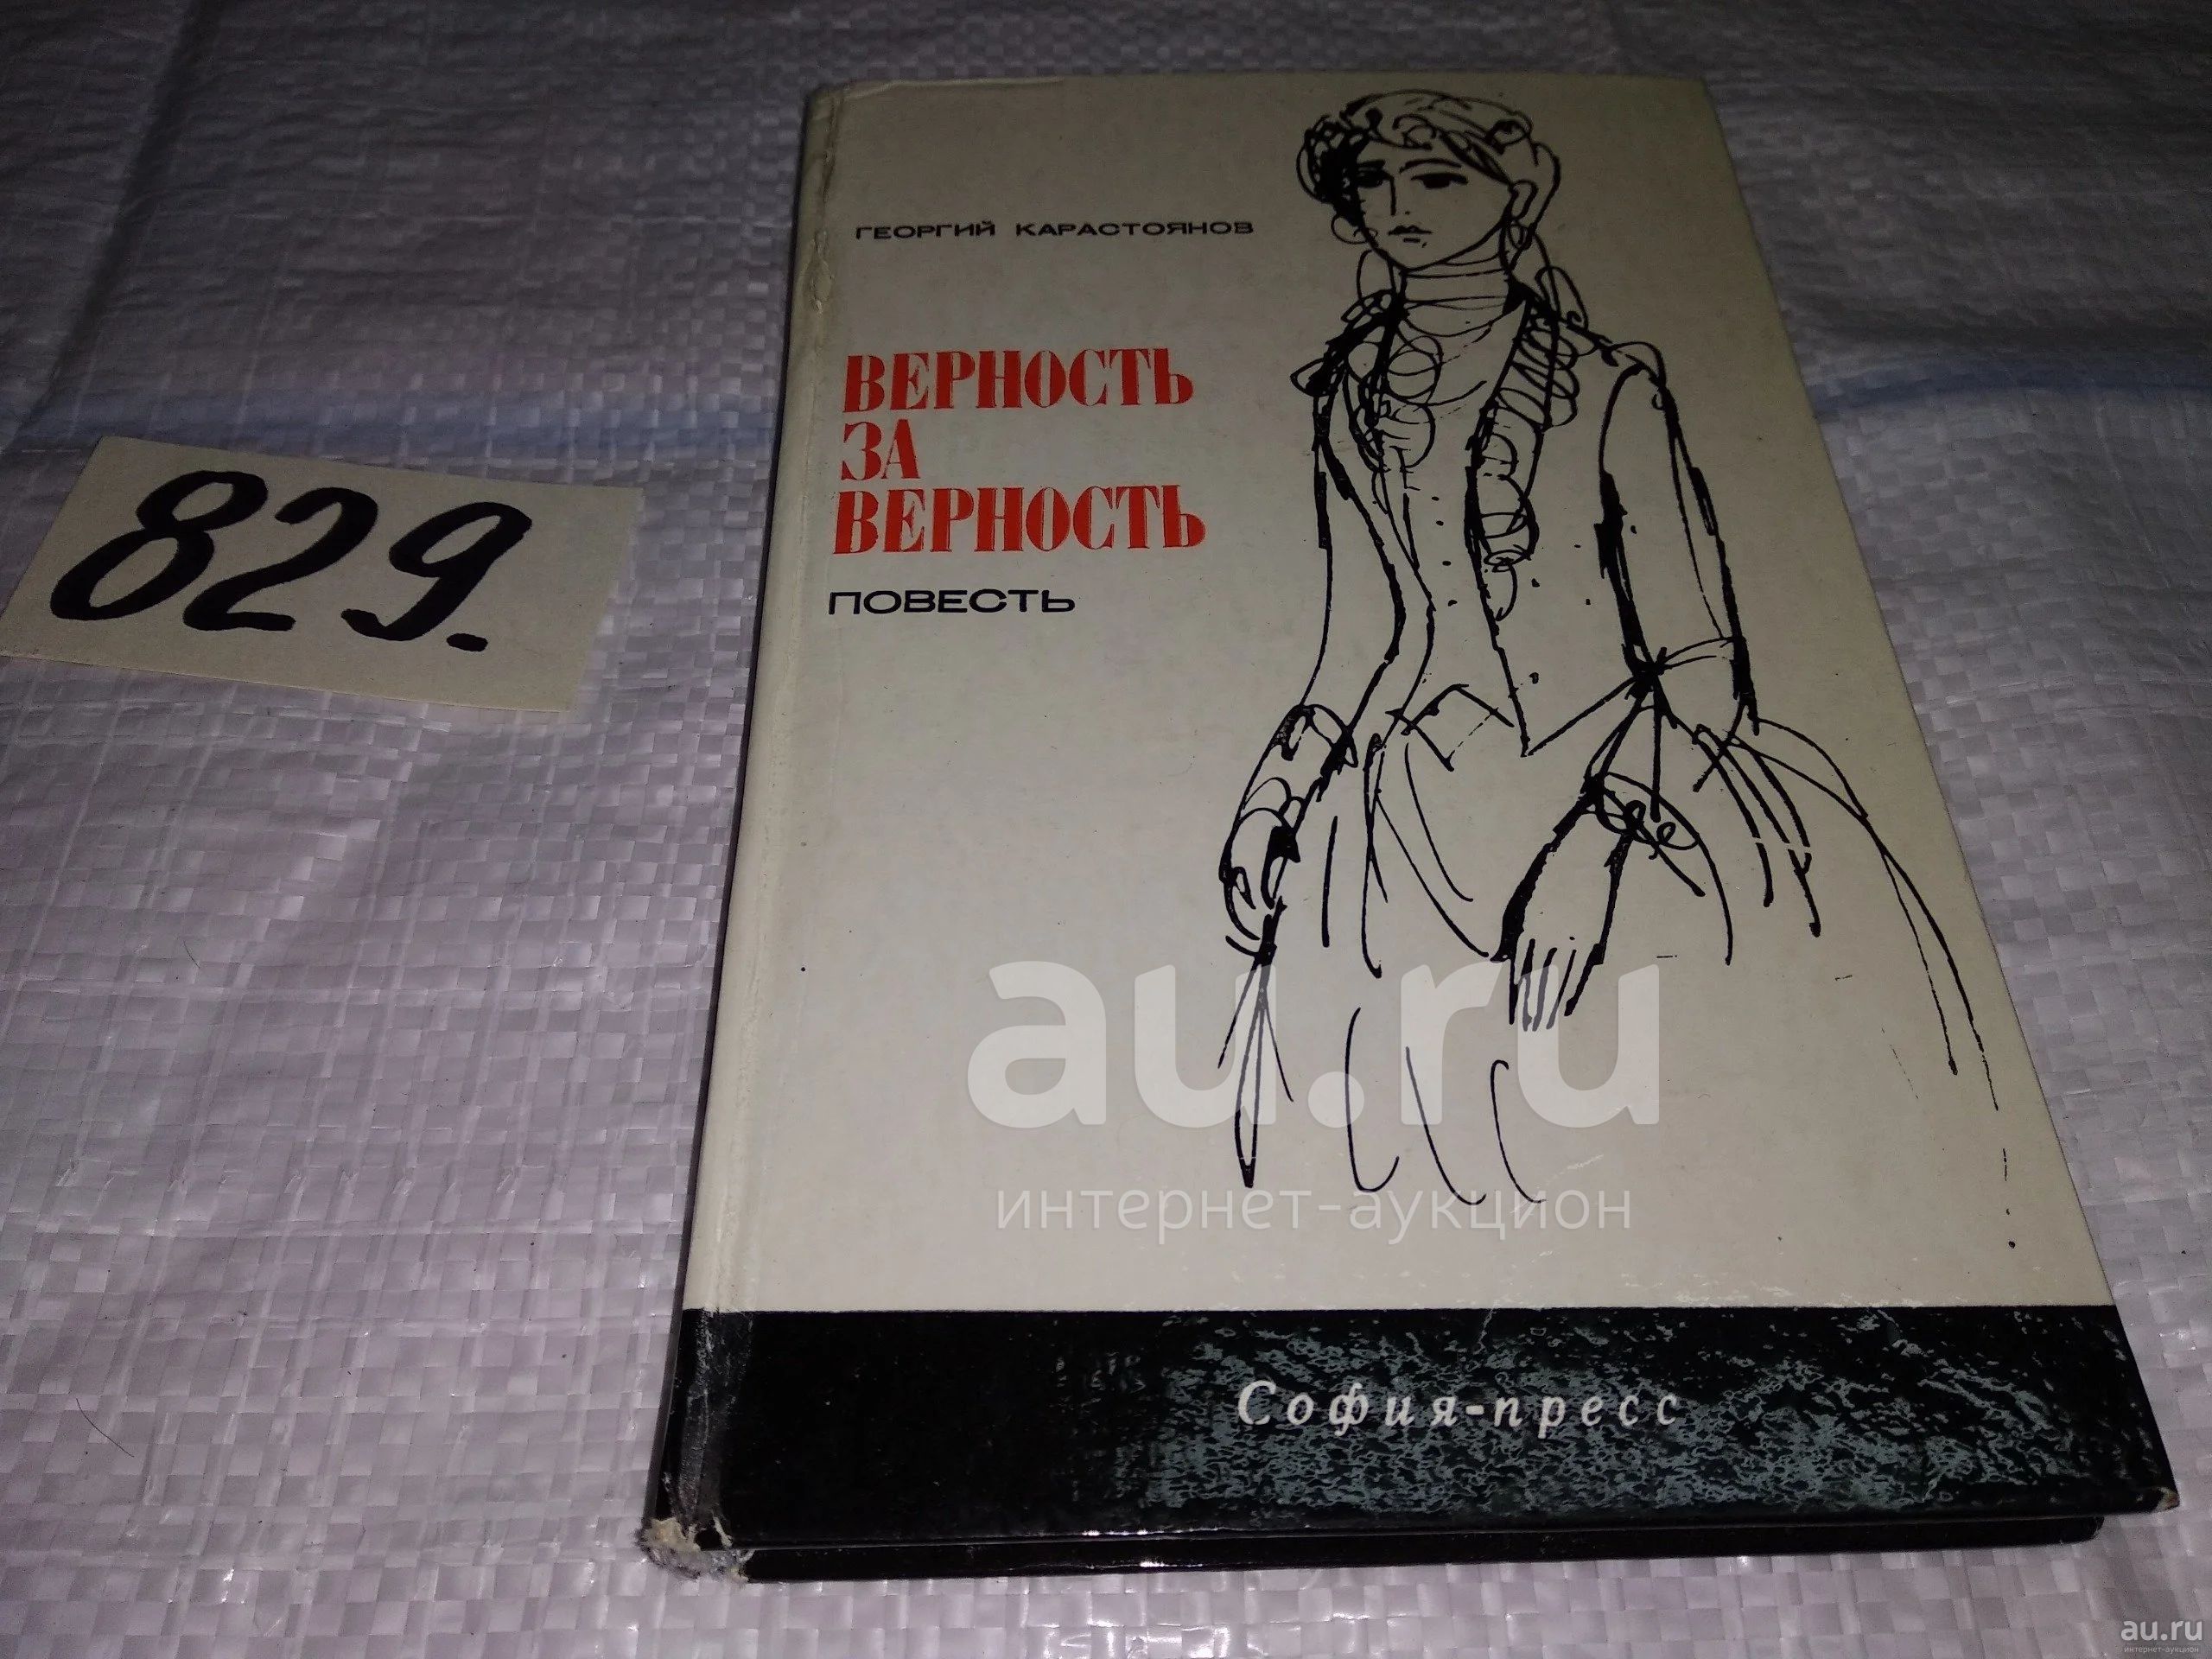 829.
ГЕОРГИЙ КАРАСТОЯНОВ
ВЕРНОСТЬ
ЗА
ВЕРНОСТЬ
ПОВЕСТЬ
au.ru
интернет-аукцион
София-пресс
au.ru
интернет-аукцион